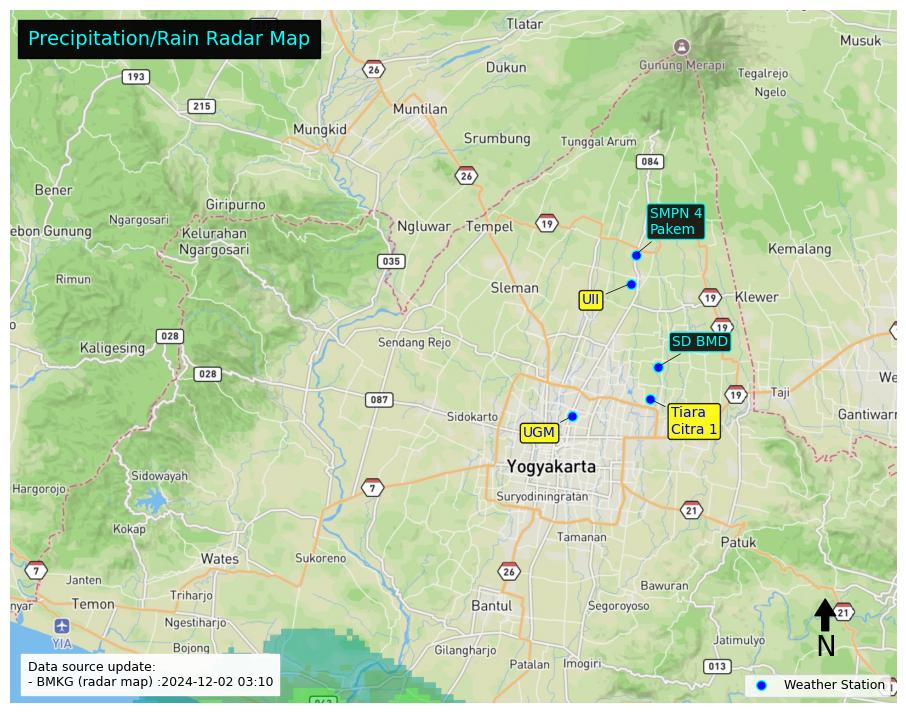 Precipitation/Rain Radar Map
Tlatar
Musuk
26
193
Dukun
Gunung Merapi
Tegalrejo
Ngelo
215
Muntilan
Mungkid
Srumbung
Tunggal Arum
084
26
Bener
Giripurno
Ngargosari
Kelurahan
Ngargosari
ebon Gunung
Ngluwar
Tempel
19
SMPN 4
Pakem
Kemalang
035
Rimun
Sleman
UII
19
Klewer
19
028
Kaligesing
Sendang Rejo
SD BMD
028
We
087
19
Taji
Sidokarto
UGM
Tiara
Citra 1
Gantiwarn
Yogyakarta
Sidowayah
Hargorojo
7
Suryodiningratan
21
Kokap
Tamanan
Patuk
Wates
Sukoreno
26
7
Janten
Triharjo
Bawuran
nyar
Temon
Bantul
Segoroyoso
21
Ngestiharjo
YIA
Bojong
Gilangharjo
Jatimulyo
N
Patalan
Imogiri
013
Data source update:
- BMKG (radar map) :2024-12-02 03:10
Weather Station